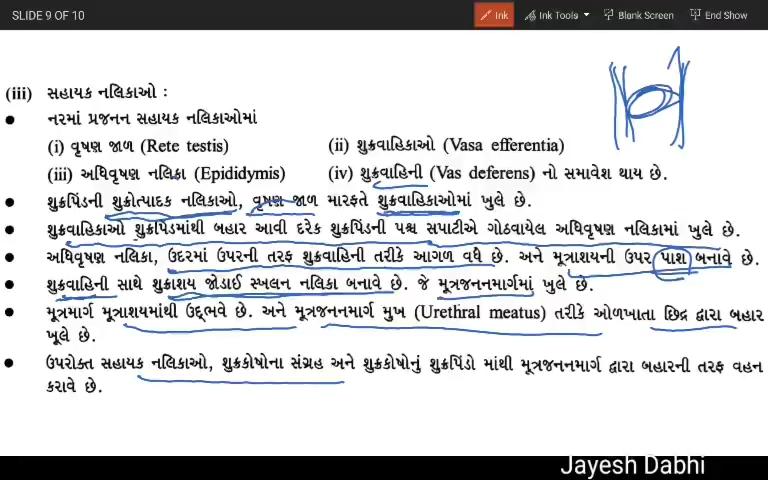 SLIDE 9 OF 10
Ink Ink Tools Blank Screen End Show
(iii) સહાયક નલિકાઓ :
● નરમાં પ્રજનન સહાયક નલિકાઓમાં
(i) વૃષણ જાળ (Rete testis) (ii) શુક્રવાહિકાઓ (Vasa efferentia)
(iii) અધિવૃષણ નલિકા (Epididymis) (iv) શુક્રવાહિની (Vas deferens) નો સમાવેશ થાય છે.
● શુક્રપિંડની શુક્રોત્પાદક નલિકાઓ, વૃષણ જાળ મારફતે શુક્રવાહિકાઓમાં ખુલે છે.
● શુક્રવાહિકાઓ શુક્રપિંડમાંથી બહાર આવી દરેક શુક્રપિંડની પશ્ચ સપાટીએ ગોઠવાયેલ અધિવૃષણ નલિકામાં ખુલે છે.
● અધિવૃષણ નલિકા, ઉદરમાં ઉપરની તરફ શુક્રવાહિની તરીકે આગળ વધે છે. અને મૂત્રાશયની ઉપર પાશ બનાવે છે.
● શુક્રવાહિની સાથે શુક્રાશય જોડાઈ સ્ખલન નલિકા બનાવે છે. જે મૂત્રજનનમાર્ગમાં ખુલે છે.
● મૂત્રમાર્ગ મૂત્રાશયમાંથી ઉદ્ભવે છે. અને મૂત્રજનનમાર્ગ મુખ (Urethral meatus) તરીકે ઓળખાતા છિદ્ર દ્વારા બહાર
ખૂલે છે.
● ઉપરોક્ત સહાયક નલિકાઓ, શુક્રકોષોના સંગ્રહ અને શુક્રકોષોનું શુક્રપિંડો માંથી મૂત્રજનનમાર્ગ દ્વારા બહારની તરફ વહન
કરાવે છે.
Jayesh Dabhi